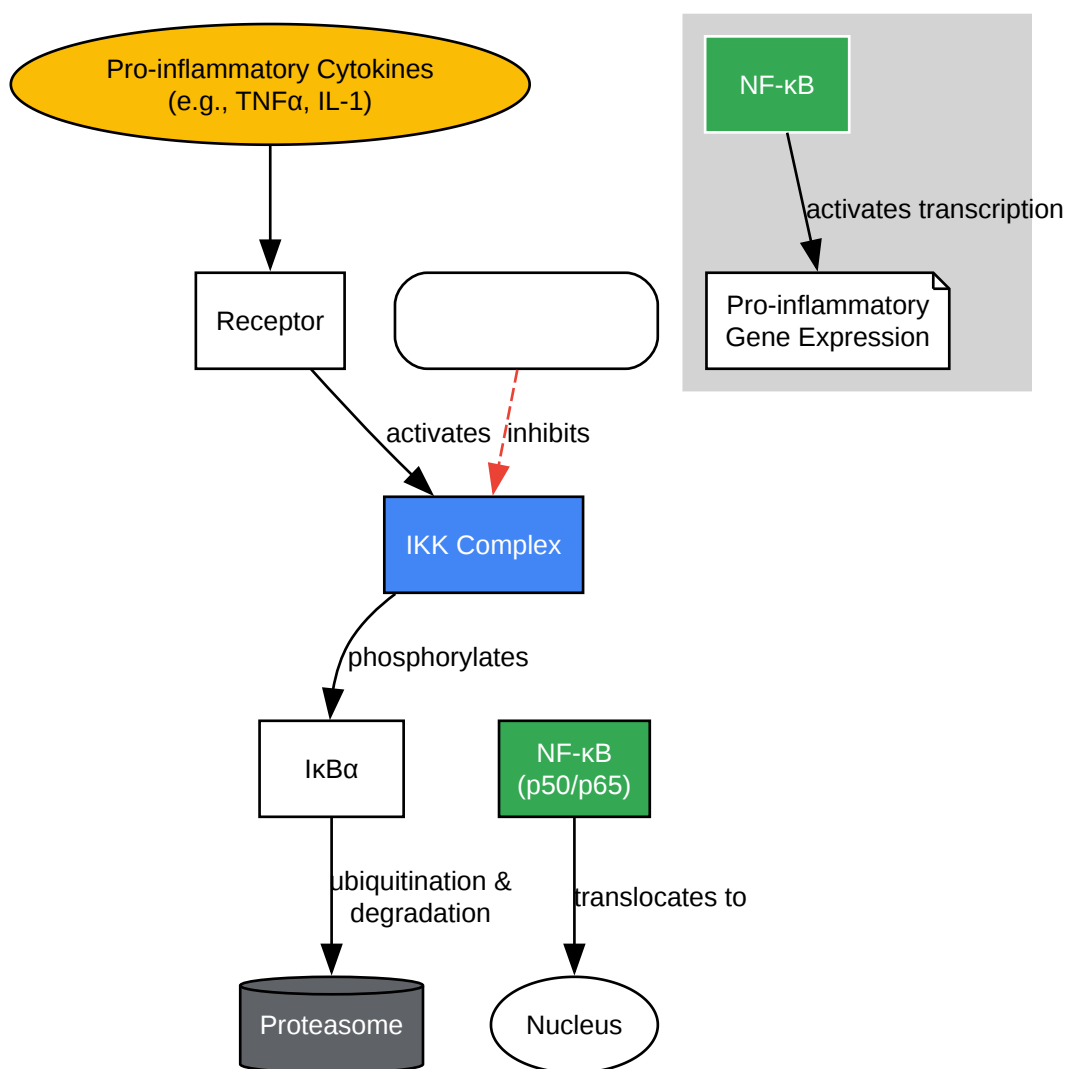 Pro-inflammatory Cytokines
(e.g., TNFα, IL-1)
NF-κB
activates transcription
Receptor
Pro-inflammatory
Gene Expression
activates
inhibits
IKK Complex
phosphorylates
IκBα
NF-κB
(p50/p65)
ubiquitination &
degradation
translocates to
Proteasome
Nucleus